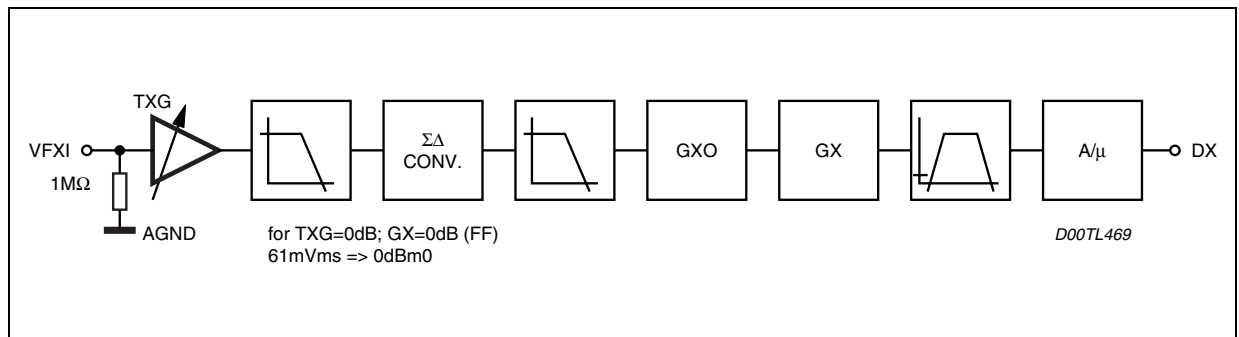 TXG
VFXI
1MΩ
AGND
ΣΔ
CONV.
GXO
GX
A/μ
DX
for TXG=0dB; GX=0dB (FF)
61mVms => 0dBm0
D00TL469